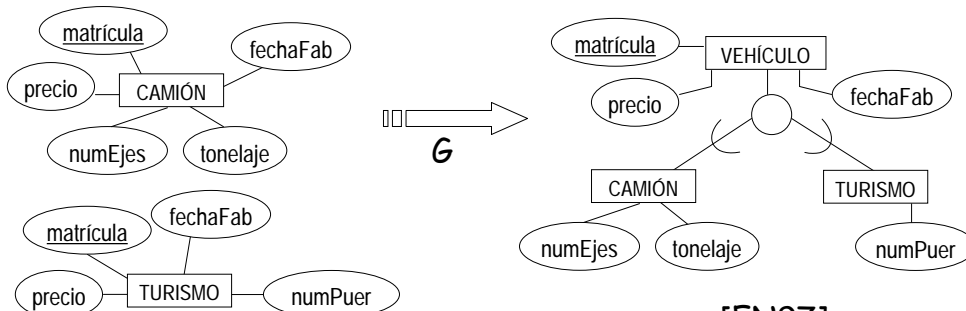 matrícula
fechaFab
precio
CAMIÓN
numEjes
tonelaje
matrícula
fechaFab
precio
TURISMO
numPuer
G
matrícula
VEHÍCULO
precio
fechaFab
CAMIÓN
TURISMO
numEjes
tonelaje
numPuer